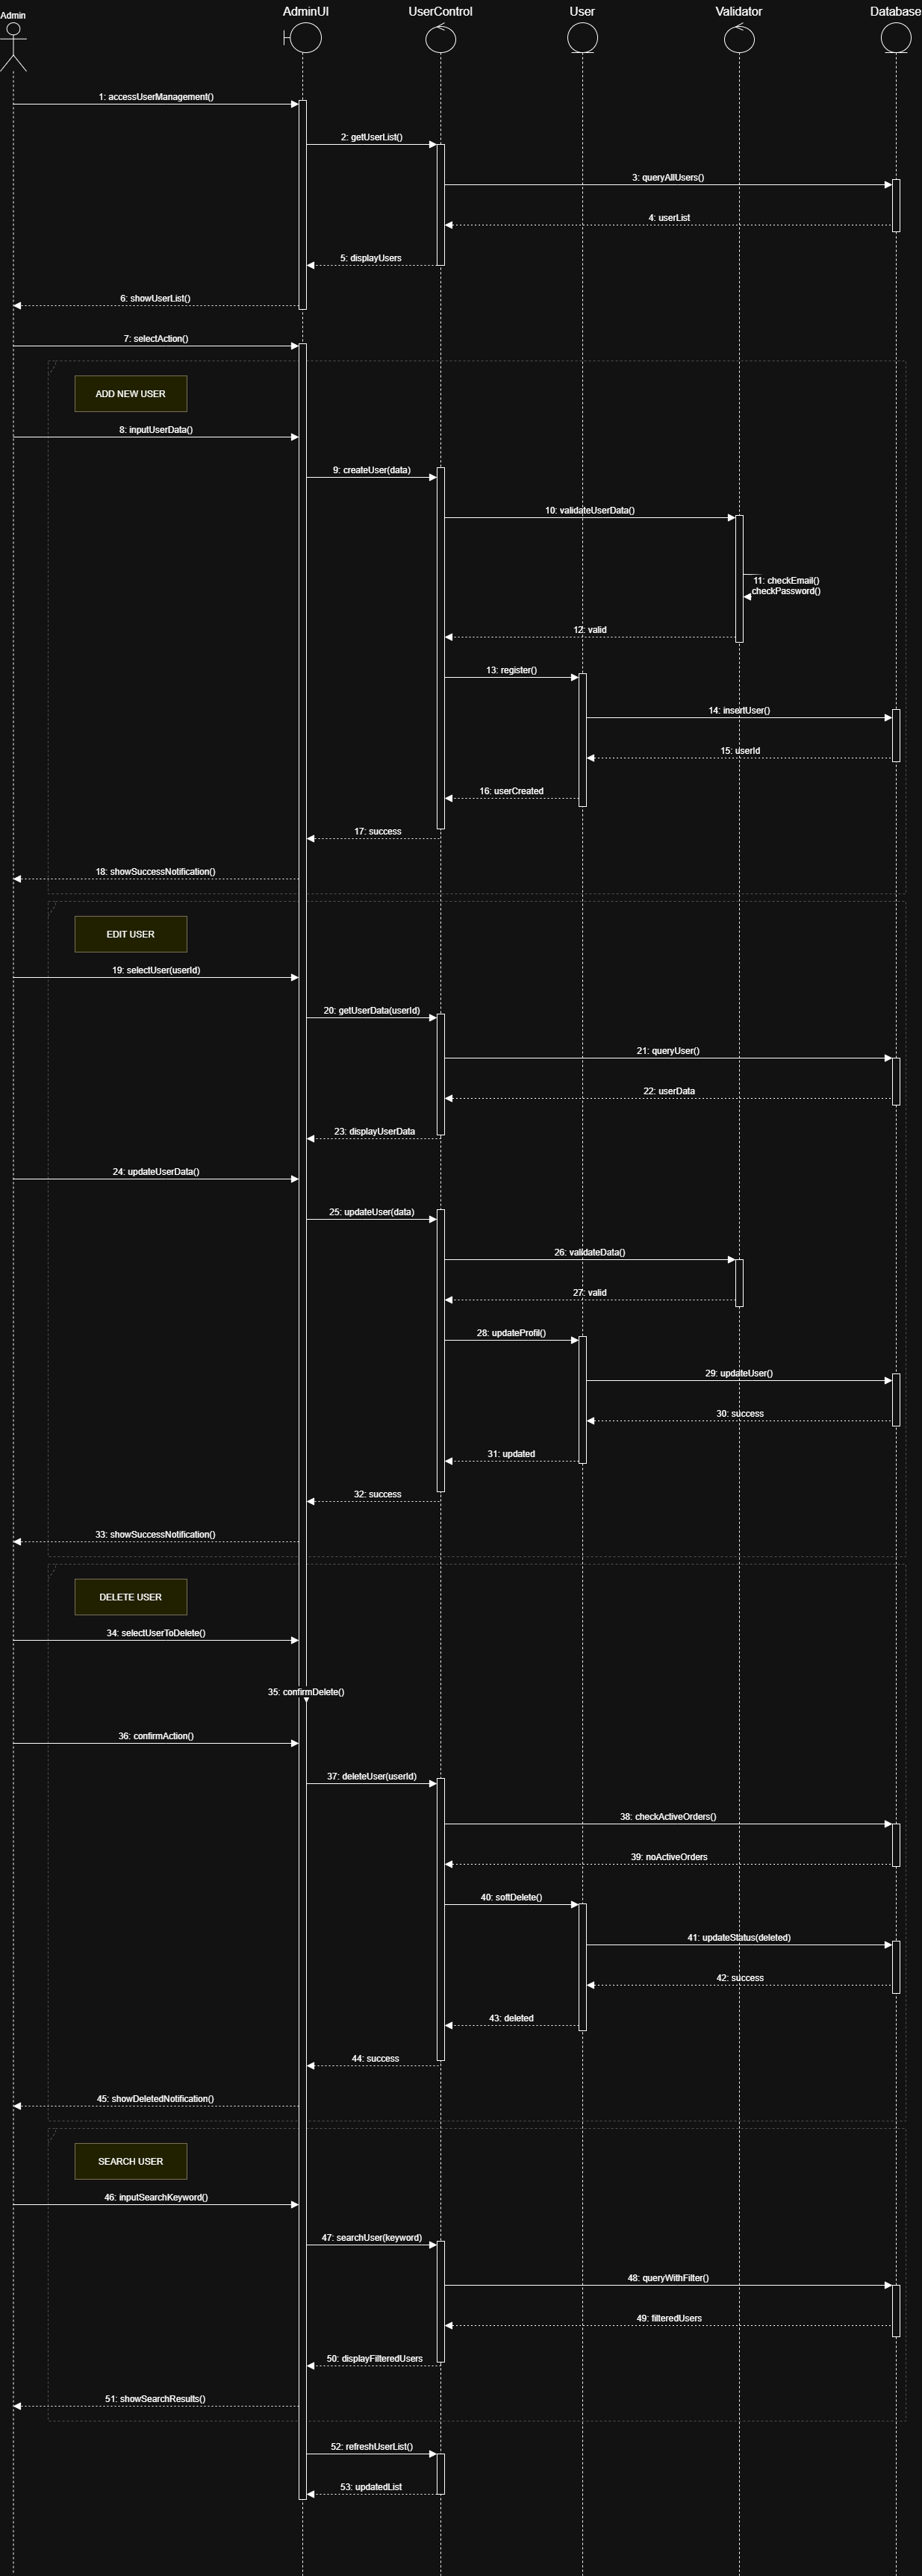 Admin
AdminUI
UserControl
User
Validator
Database
1: accessUserManagement()
2: getUserList()
3: queryAllUsers()
4: userList
5: displayUsers
6: showUserList()
7: selectAction()
ADD NEW USER
8: inputUserData()
9: createUser(data)
10: validateUserData()
11: checkEmail()
checkPassword()
12: valid
13: register()
14: insertUser()
15: userId
16: userCreated
17: success
18: showSuccessNotification()
EDIT USER
19: selectUser(userId)
20: getUserData(userId)
21: queryUser()
22: userData
23: displayUserData
24: updateUserData()
25: updateUser(data)
26: validateData()
27: valid
28: updateProfil()
29: updateUser()
30: success
31: updated
32: success
33: showSuccessNotification()
DELETE USER
34: selectUserToDelete()
35: confirmDelete()
36: confirmAction()
37: deleteUser(userId)
38: checkActiveOrders()
39: noActiveOrders
40: softDelete()
41: updateStatus(deleted)
42: success
43: deleted
44: success
45: showDeletedNotification()
SEARCH USER
46: inputSearchKeyword()
47: searchUser(keyword)
48: queryWithFilter()
49: filteredUsers
50: displayFilteredUsers
51: showSearchResults()
52: refreshUserList()
53: updatedList